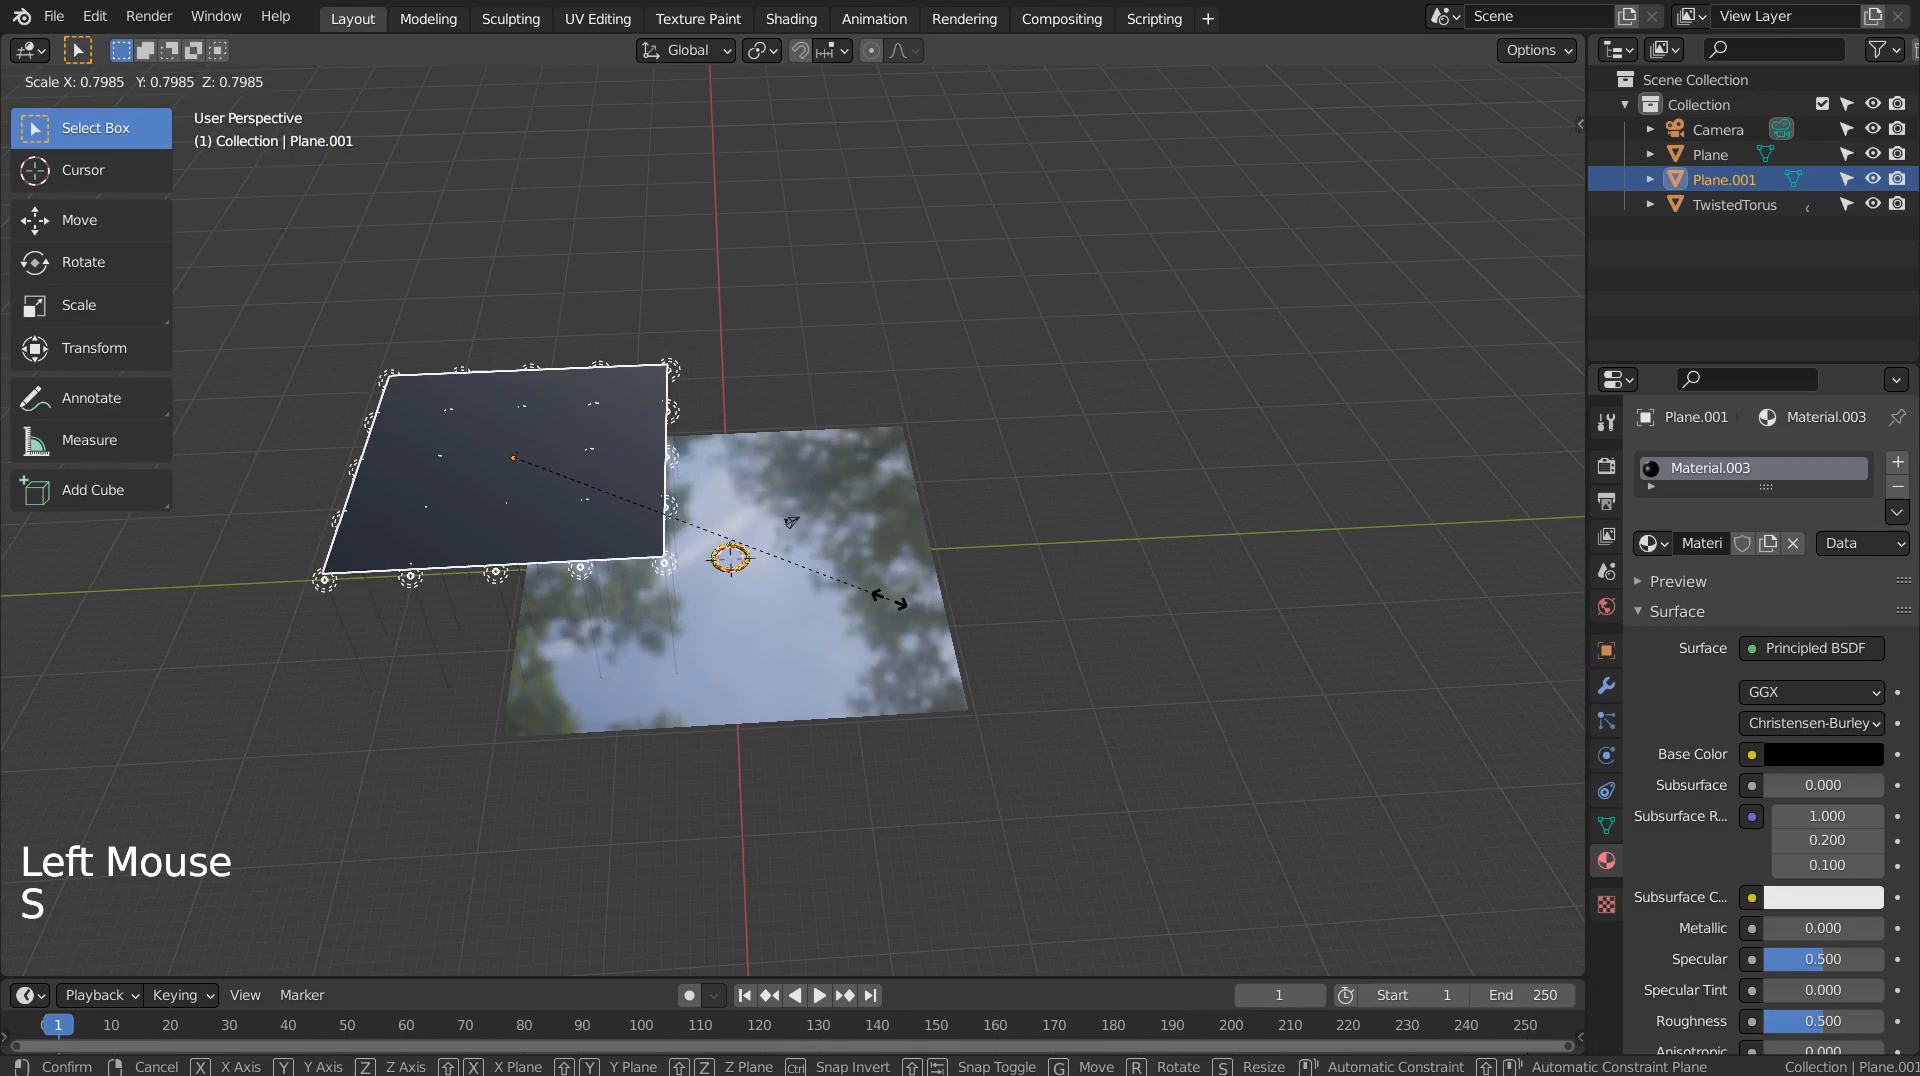 File Edit Render Window Help Layout Modeling Sculpting UV Editing Texture Paint Shading Animation Rendering Compositing Scripting + Scene View Layer
Global Options
Scale X: 0.7985 Y: 0.7985 Z: 0.7985
User Perspective
(1) Collection | Plane.001
Select Box
Cursor
Move
Rotate
Scale
Transform
Annotate
Measure
Add Cube
Left Mouse
S
Scene Collection
Collection
Camera
Plane
Plane.001
TwistedTorus
Plane.001 Material.003
Material.003
Materi Data
Preview
Surface
Surface Principled BSDF
GGX
Christensen-Burley
Base Color
Subsurface 0.000
Subsurface R... 1.000
0.200
0.100
Subsurface C...
Metallic 0.000
Specular 0.500
Specular Tint 0.000
Roughness 0.500
Anisotropic 0.000
Playback Keying View Marker 1 Start 1 End 250
1 10 20 30 40 50 60 70 80 90 100 110 120 130 140 150 160 170 180 190 200 210 220 230 240 250
Confirm Cancel X X Axis Y Y Axis Z Z Axis X X Plane Y Y Plane Z Z Plane Ctrl Snap Invert Snap Toggle G Move R Rotate S Resize Automatic Constraint Automatic Constraint Plane Collection | Plane.001